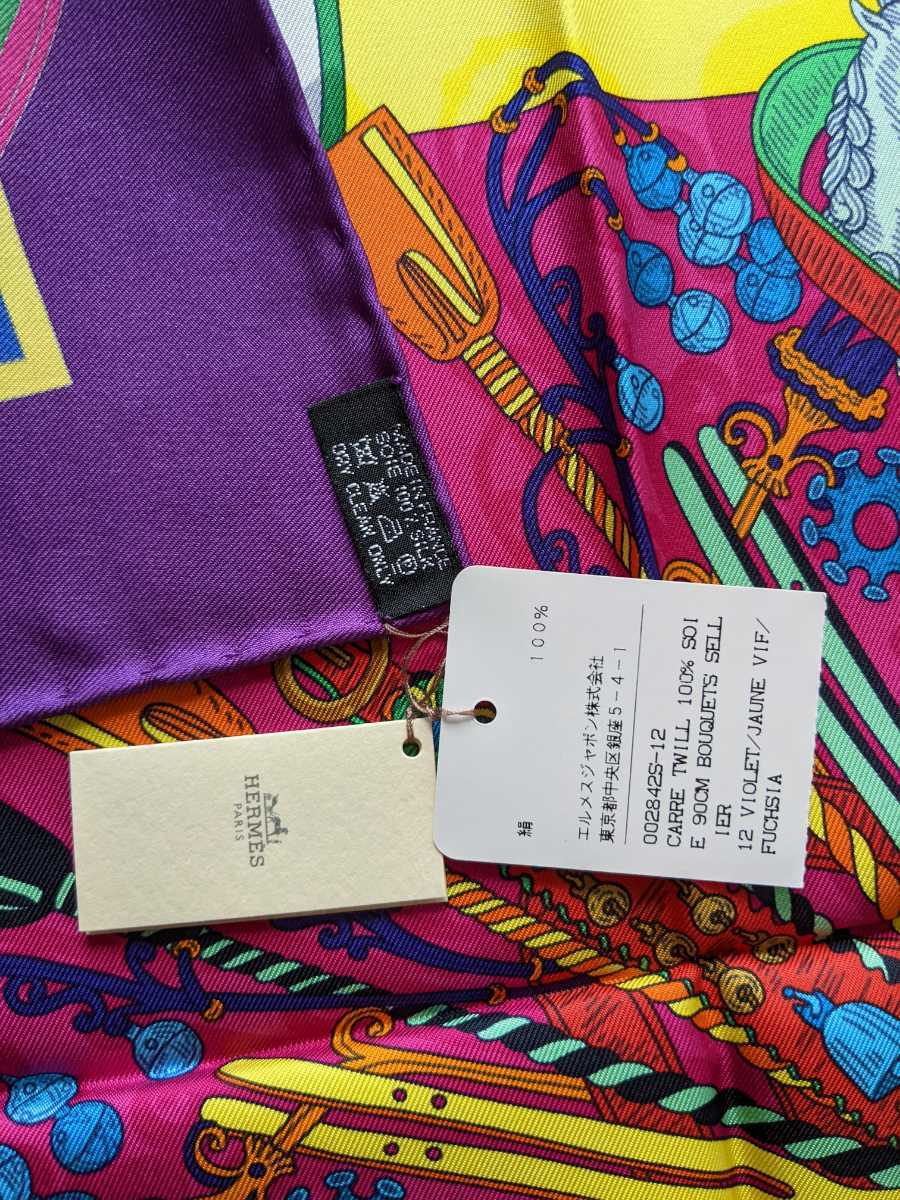 MADE IN FRANCE
SOIE 100% SILK
DRY CLEAN ONLY
HERMES
PARIS
絹 100%
エルメスジャポン株式会社
東京都中央区銀座5-4-1
002842S-12
CARRE TWILL 100% SOI
E 90CM BOUQUETS SELL
IER
12 VIOLET/JAUNE VIF/
FUCHSIA